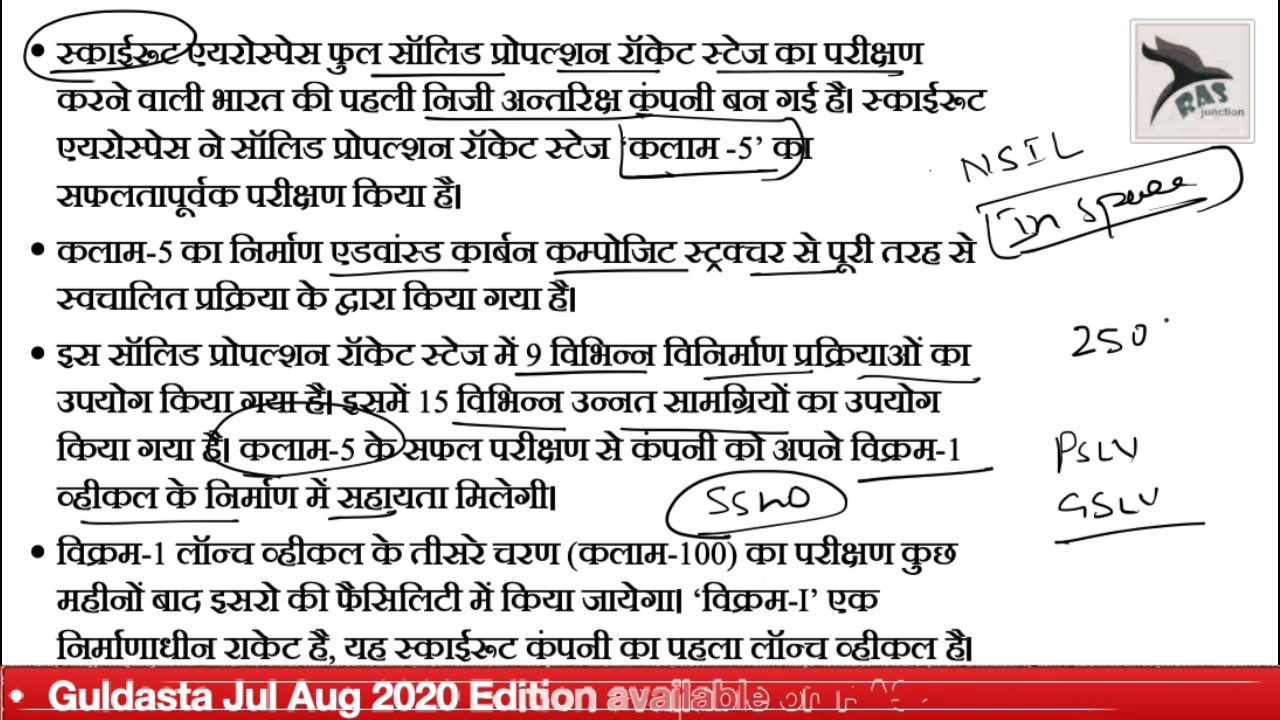 • स्काईरूट एयरोस्पेस फुल सॉलिड प्रोपल्शन रॉकेट स्टेज का परीक्षण
करने वाली भारत की पहली निजी अन्तरिक्ष कंपनी बन गई है। स्काईरूट
एयरोस्पेस ने सॉलिड प्रोपल्शन रॉकेट स्टेज 'कलाम -5' का
सफलतापूर्वक परीक्षण किया है।
• कलाम-5 का निर्माण एडवांस्ड कार्बन कम्पोजिट स्ट्रक्चर से पूरी तरह से
स्वचालित प्रक्रिया के द्वारा किया गया है।
• इस सॉलिड प्रोपल्शन रॉकेट स्टेज में 9 विभिन्न विनिर्माण प्रक्रियाओं का
उपयोग किया गया है। इसमें 15 विभिन्न उन्नत सामग्रियों का उपयोग
किया गया है। कलाम-5 के सफल परीक्षण से कंपनी को अपने विक्रम-1
व्हीकल के निर्माण में सहायता मिलेगी।
• विक्रम-1 लॉन्च व्हीकल के तीसरे चरण (कलाम-100) का परीक्षण कुछ
महीनों बाद इसरो की फैसिलिटी में किया जायेगा। 'विक्रम-I' एक
निर्माणाधीन राकेट है, यह स्काईरूट कंपनी का पहला लॉन्च व्हीकल है।
RAS
junction
NSIL
In space
250
PSLV
GSLV
• Guldasta Jul Aug 2020 Edition available on